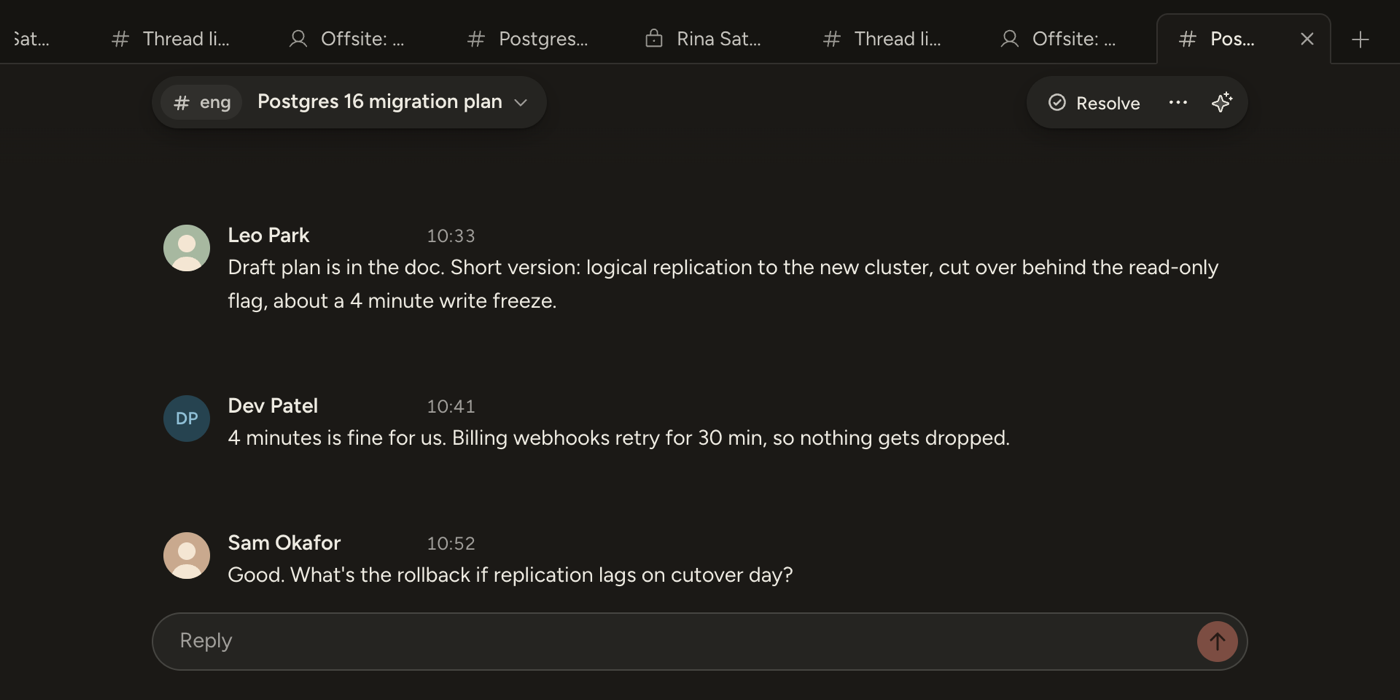 Sat...
Thread li...
Offsite: ...
Postgres...
Rina Sat...
Thread li...
Offsite: ...
Pos...
# eng
Postgres 16 migration plan
Resolve
Leo Park 10:33
Draft plan is in the doc. Short version: logical replication to the new cluster, cut over behind the read-only
flag, about a 4 minute write freeze.
DP
Dev Patel 10:41
4 minutes is fine for us. Billing webhooks retry for 30 min, so nothing gets dropped.
Sam Okafor 10:52
Good. What's the rollback if replication lags on cutover day?
Reply